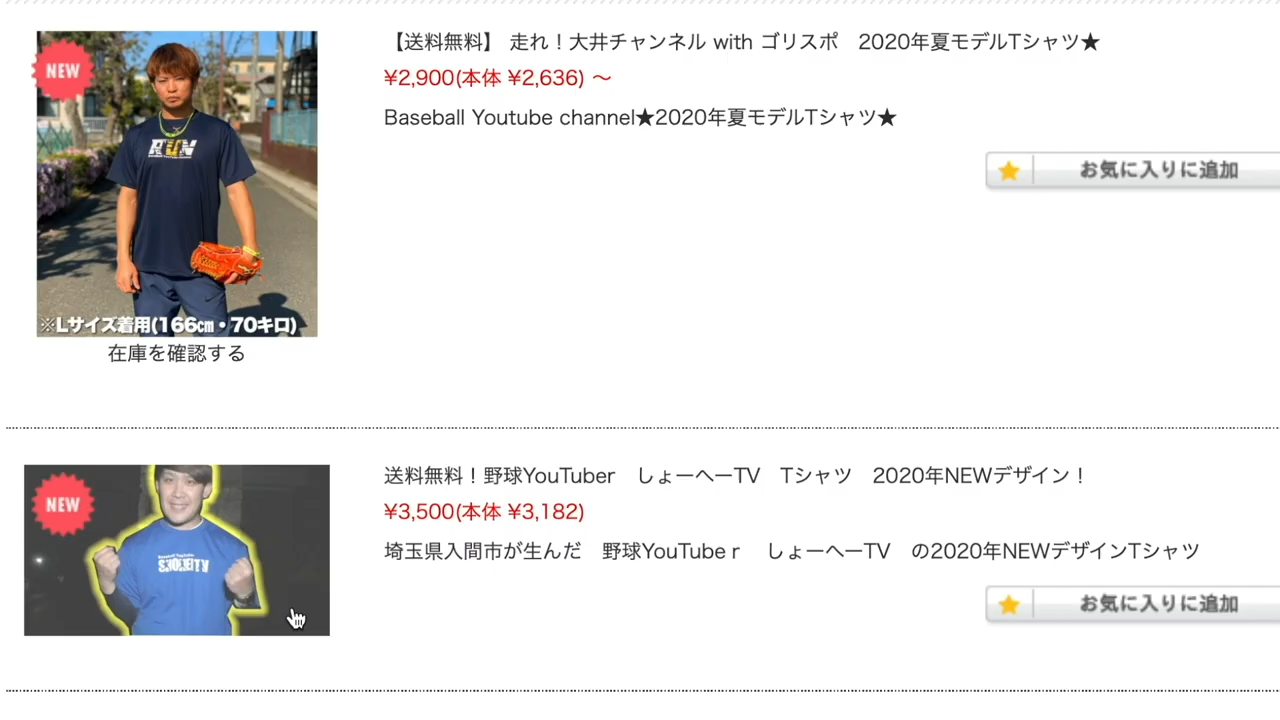 【送料無料】 走れ！大井チャンネル with ゴリスポ　2020年夏モデルTシャツ★
¥2,900(本体 ¥2,636) ～
Baseball Youtube channel★2020年夏モデルTシャツ★
お気に入りに追加
NEW
RUN
※Lサイズ着用(166㎝・70キロ)
在庫を確認する
送料無料！野球YouTuber　しょーへーTV　Tシャツ　2020年NEWデザイン！
¥3,500(本体 ¥3,182)
埼玉県入間市が生んだ　野球YouTubeｒ　しょーへーTV　の2020年NEWデザインTシャツ
お気に入りに追加
NEW
Baseball YouTuber
SHOHEITV